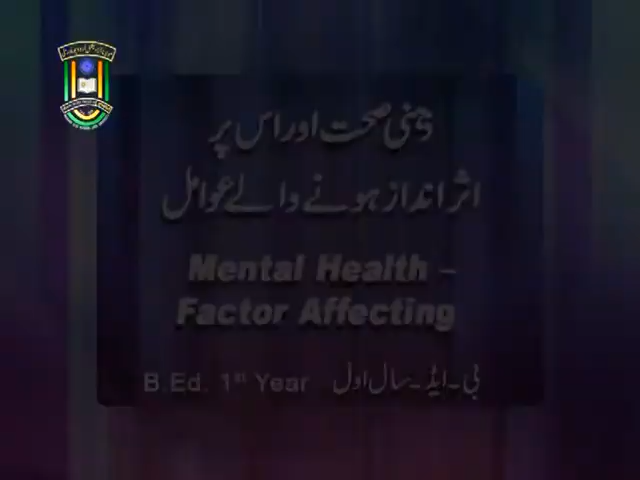 ذہنی صحت اور اس پر
اثر انداز ہونے والے عوامل
Mental Health –
Factor Affecting
B.Ed. 1st Year بی۔ایڈ۔سال اول